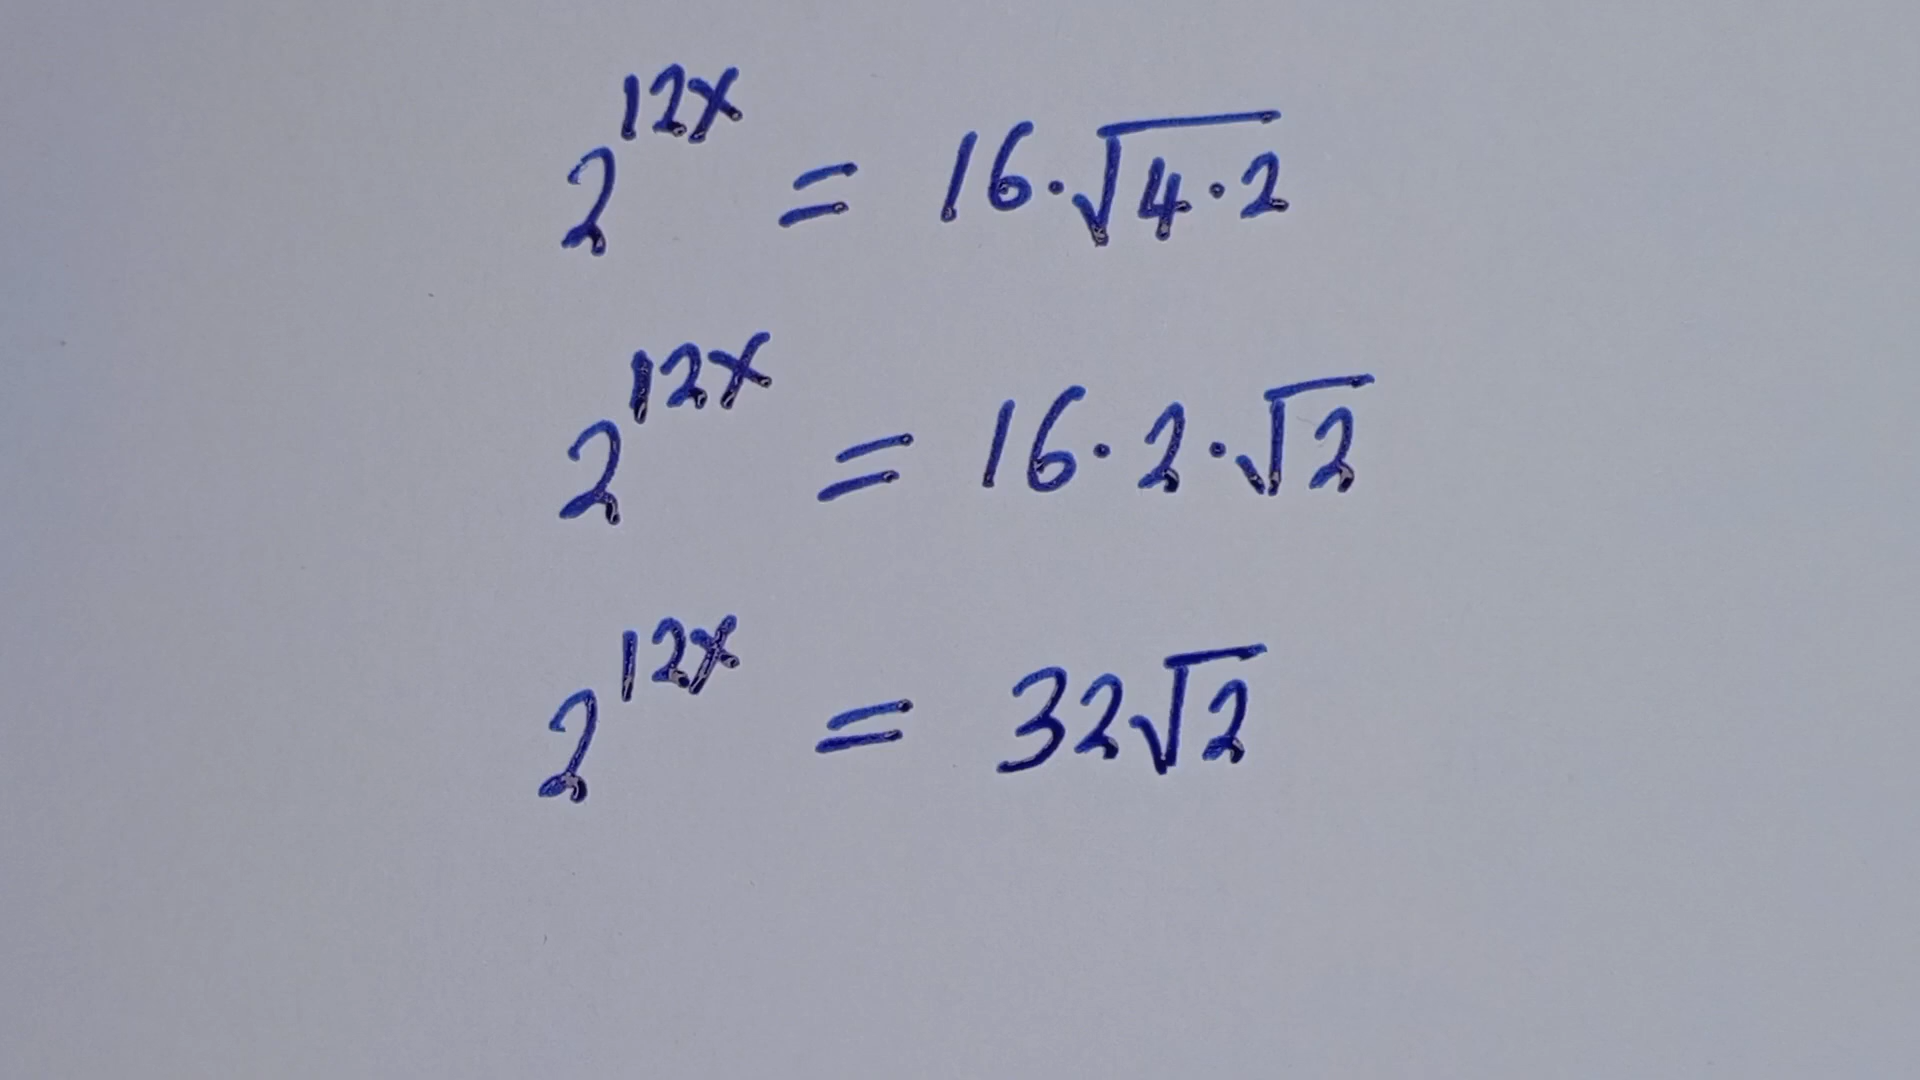 2^{12x} = 16·√(4·2)
2^{12x} = 16·2·√2
2^{12x} = 32√2